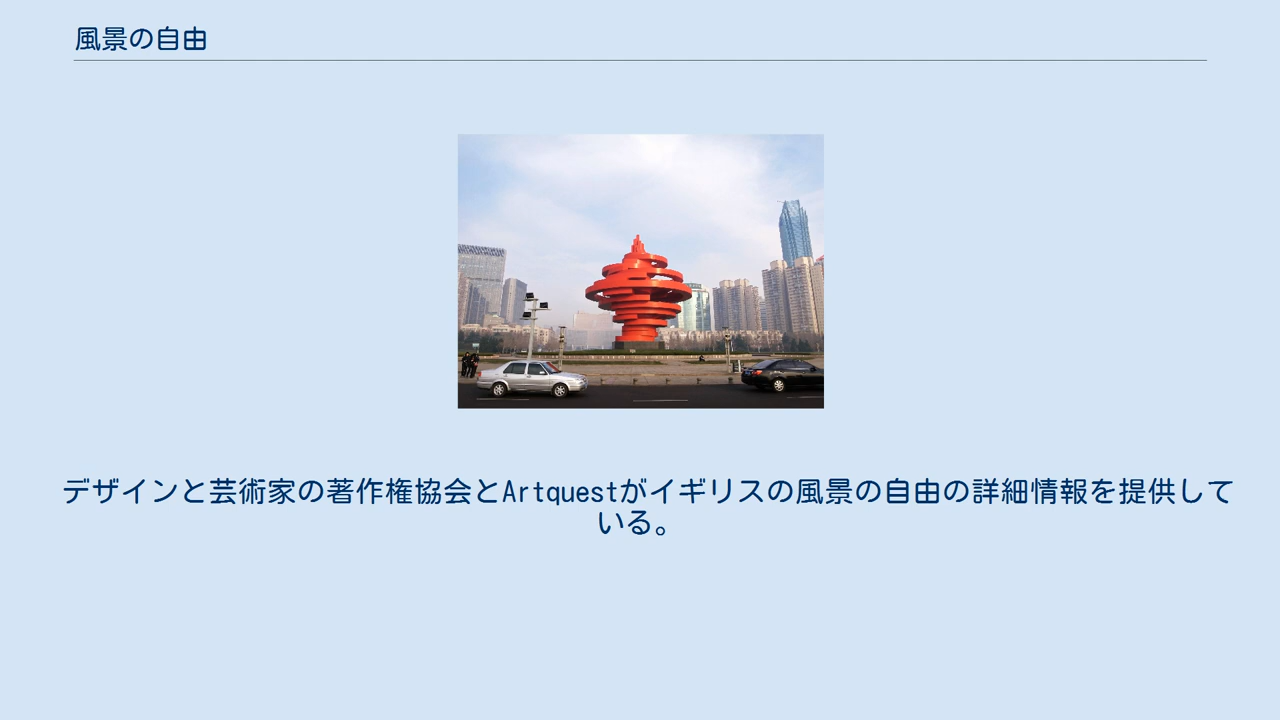 風景の自由
デザインと芸術家の著作権協会とArtquestがイギリスの風景の自由の詳細情報を提供して
いる。